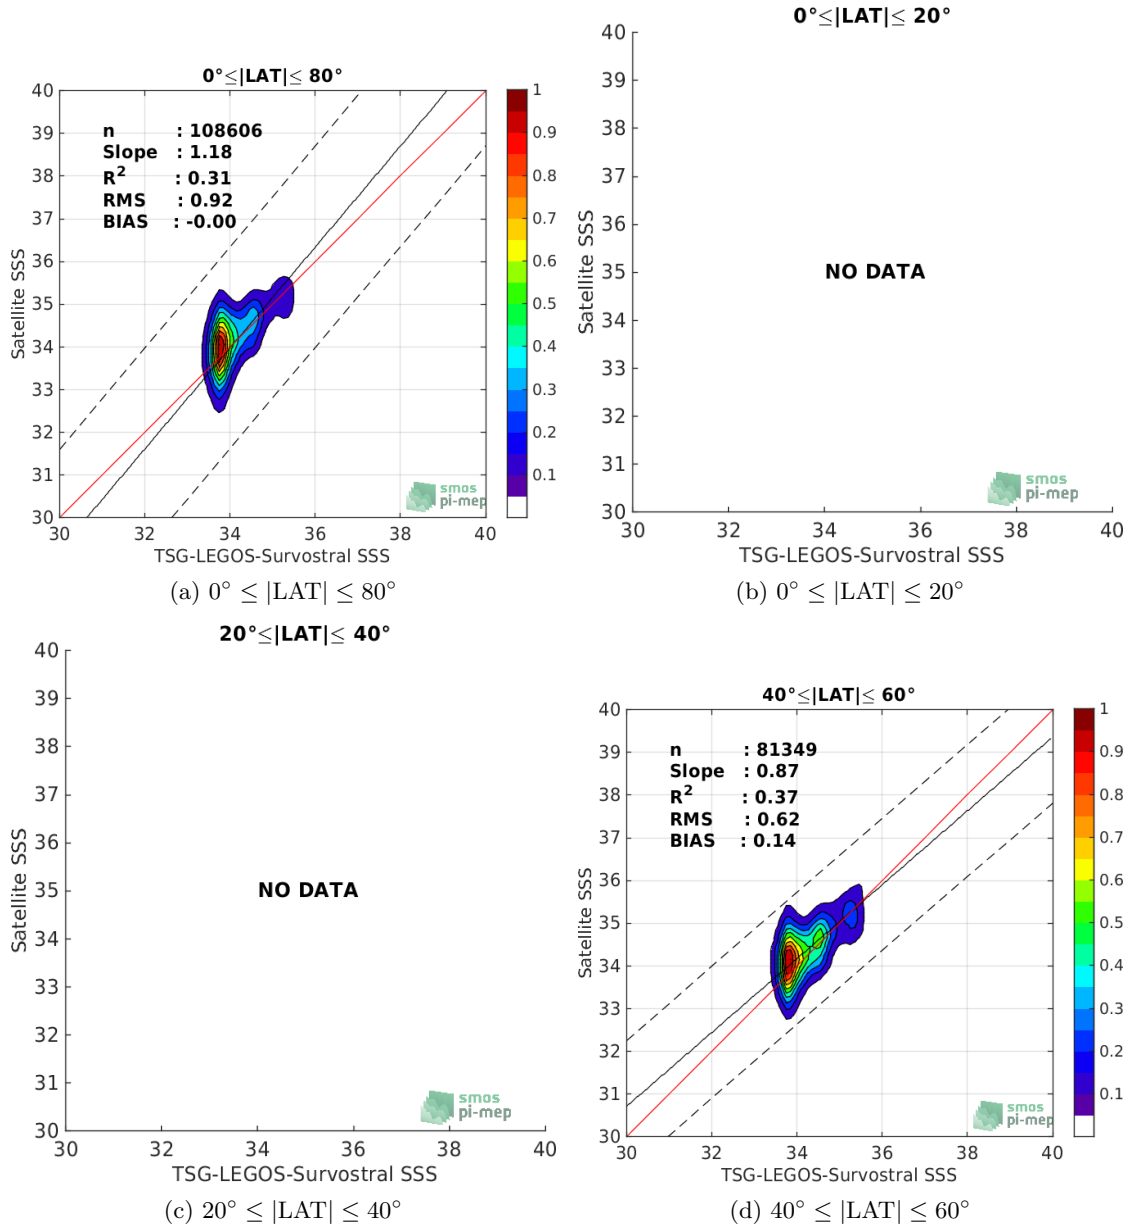 0°≤|LAT|≤ 80°
n : 108606
Slope : 1.18
R² : 0.31
RMS : 0.92
BIAS : -0.00
40
39
38
37
36
35
34
33
32
31
30
Satellite SSS
30 32 34 36 38 40
TSG-LEGOS-Survostral SSS
1
0.9
0.8
0.7
0.6
0.5
0.4
0.3
0.2
0.1
smos
pi-mep
(a) 0° ≤ |LAT| ≤ 80°
0°≤|LAT|≤ 20°
40
39
38
37
36
35
34
33
32
31
30
Satellite SSS
NO DATA
smos
pi-mep
30 32 34 36 38 40
TSG-LEGOS-Survostral SSS
(b) 0° ≤ |LAT| ≤ 20°
20°≤|LAT|≤ 40°
40
39
38
37
36
35
34
33
32
31
30
Satellite SSS
NO DATA
smos
pi-mep
30 32 34 36 38 40
TSG-LEGOS-Survostral SSS
(c) 20° ≤ |LAT| ≤ 40°
40°≤|LAT|≤ 60°
n : 81349
Slope : 0.87
R² : 0.37
RMS : 0.62
BIAS : 0.14
40
39
38
37
36
35
34
33
32
31
30
Satellite SSS
30 32 34 36 38 40
TSG-LEGOS-Survostral SSS
1
0.9
0.8
0.7
0.6
0.5
0.4
0.3
0.2
0.1
smos
pi-mep
(d) 40° ≤ |LAT| ≤ 60°